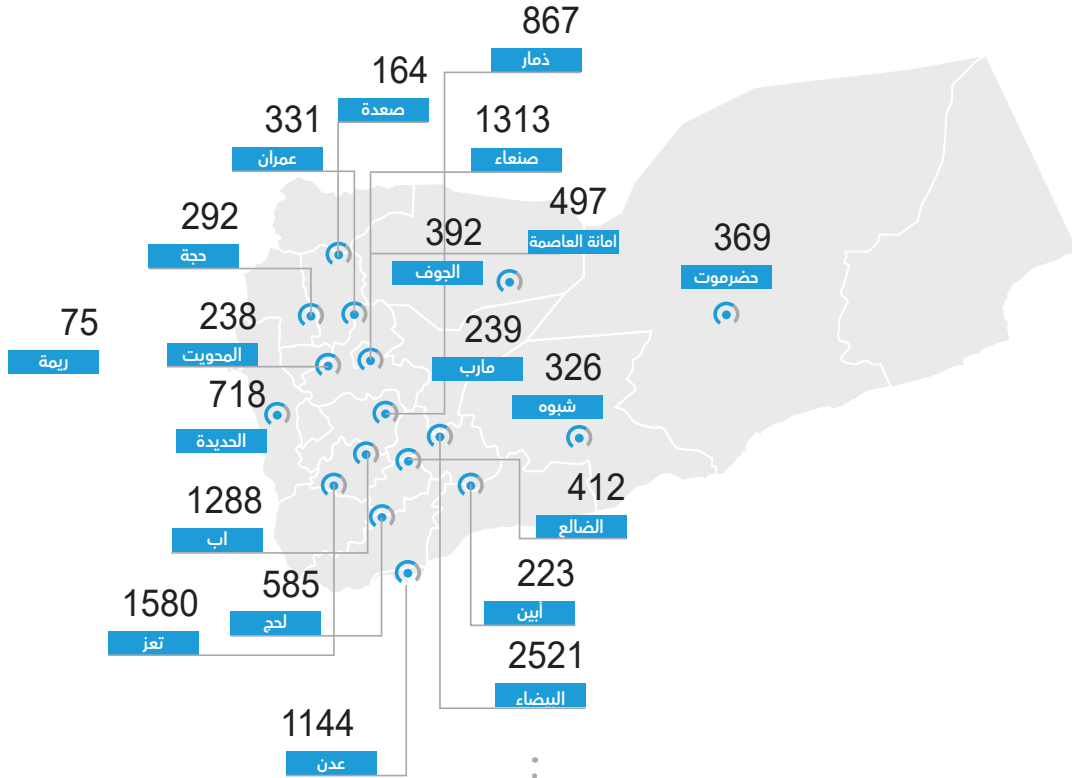 867
ذمار
164
صعدة
331
عمران
1313
صنعاء
497
امانة العاصمة
292
حجة
392
الجوف
369
حضرموت
75
ريمة
238
المحويت
239
مارب
326
شبوه
718
الحديدة
412
الضالع
1288
اب
223
أبين
585
لحج
1580
تعز
2521
البيضاء
1144
عدن
: